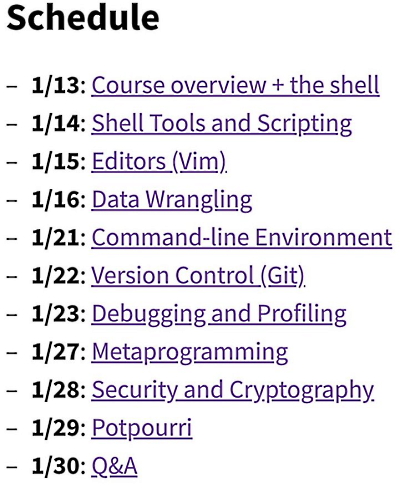 Schedule
– 1/13: Course overview + the shell
– 1/14: Shell Tools and Scripting
– 1/15: Editors (Vim)
– 1/16: Data Wrangling
– 1/21: Command-line Environment
– 1/22: Version Control (Git)
– 1/23: Debugging and Profiling
– 1/27: Metaprogramming
– 1/28: Security and Cryptography
– 1/29: Potpourri
– 1/30: Q&A